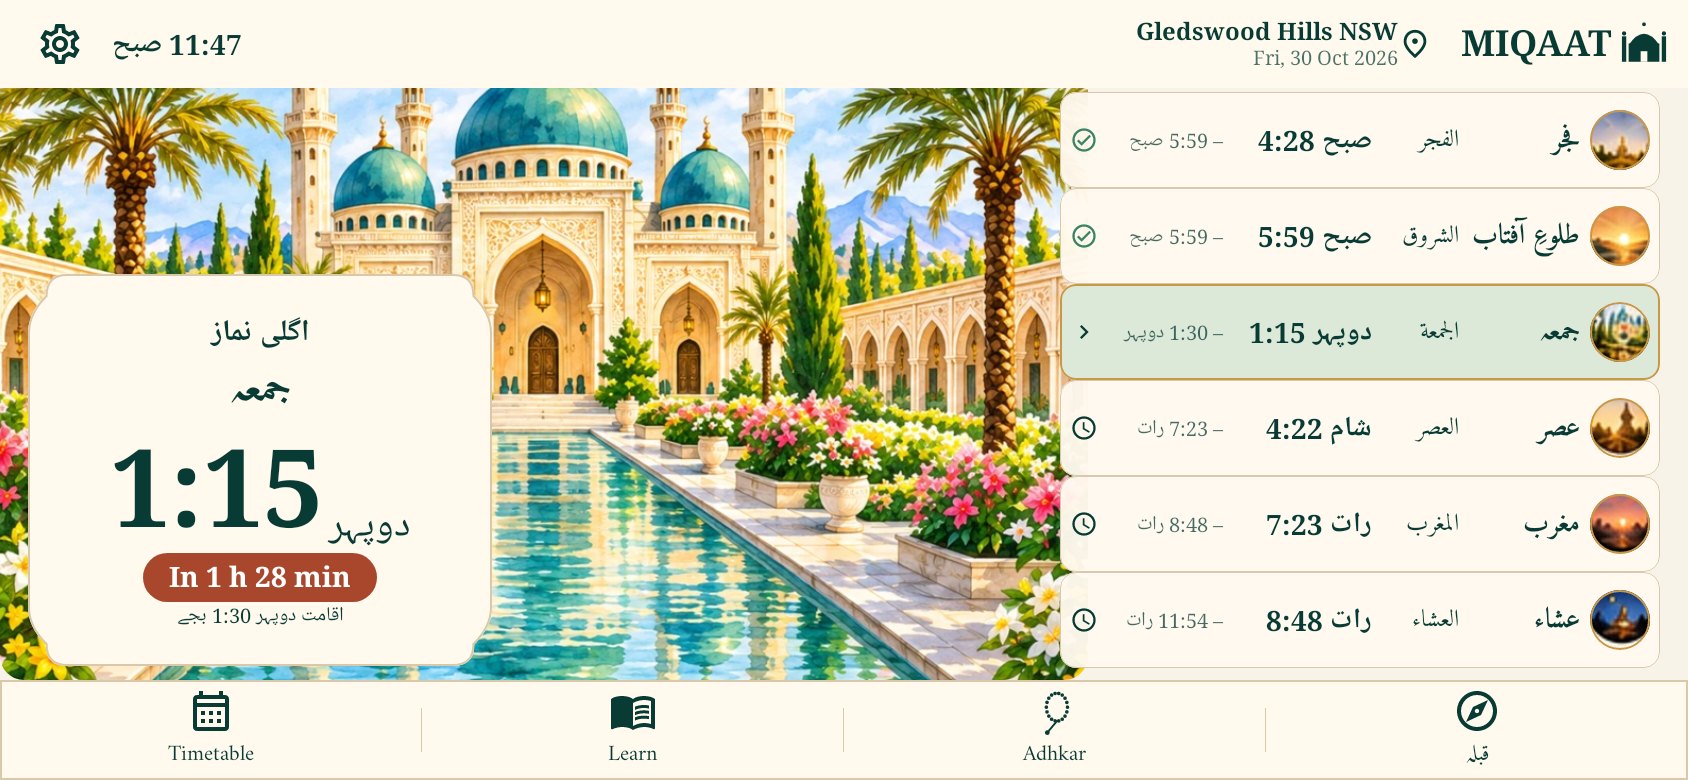 MIQAAT
Gledswood Hills NSW
Fri, 30 Oct 2026
11:47 صبح
فجر الفجر 4:28 صبح – 5:59 صبح
طلوعِ آفتاب الشروق 5:59 صبح – 5:59 صبح
جمعہ الجمعة 1:15 دوپہر – 1:30 دوپہر
عصر العصر 4:22 شام – 7:23 رات
مغرب المغرب 7:23 رات – 8:48 رات
عشاء العشاء 8:48 رات – 11:54 رات
اگلی نماز
جمعہ
1:15 دوپہر
In 1 h 28 min
اقامت دوپہر 1:30 بجے
Timetable
Learn
Adhkar
قبلہ